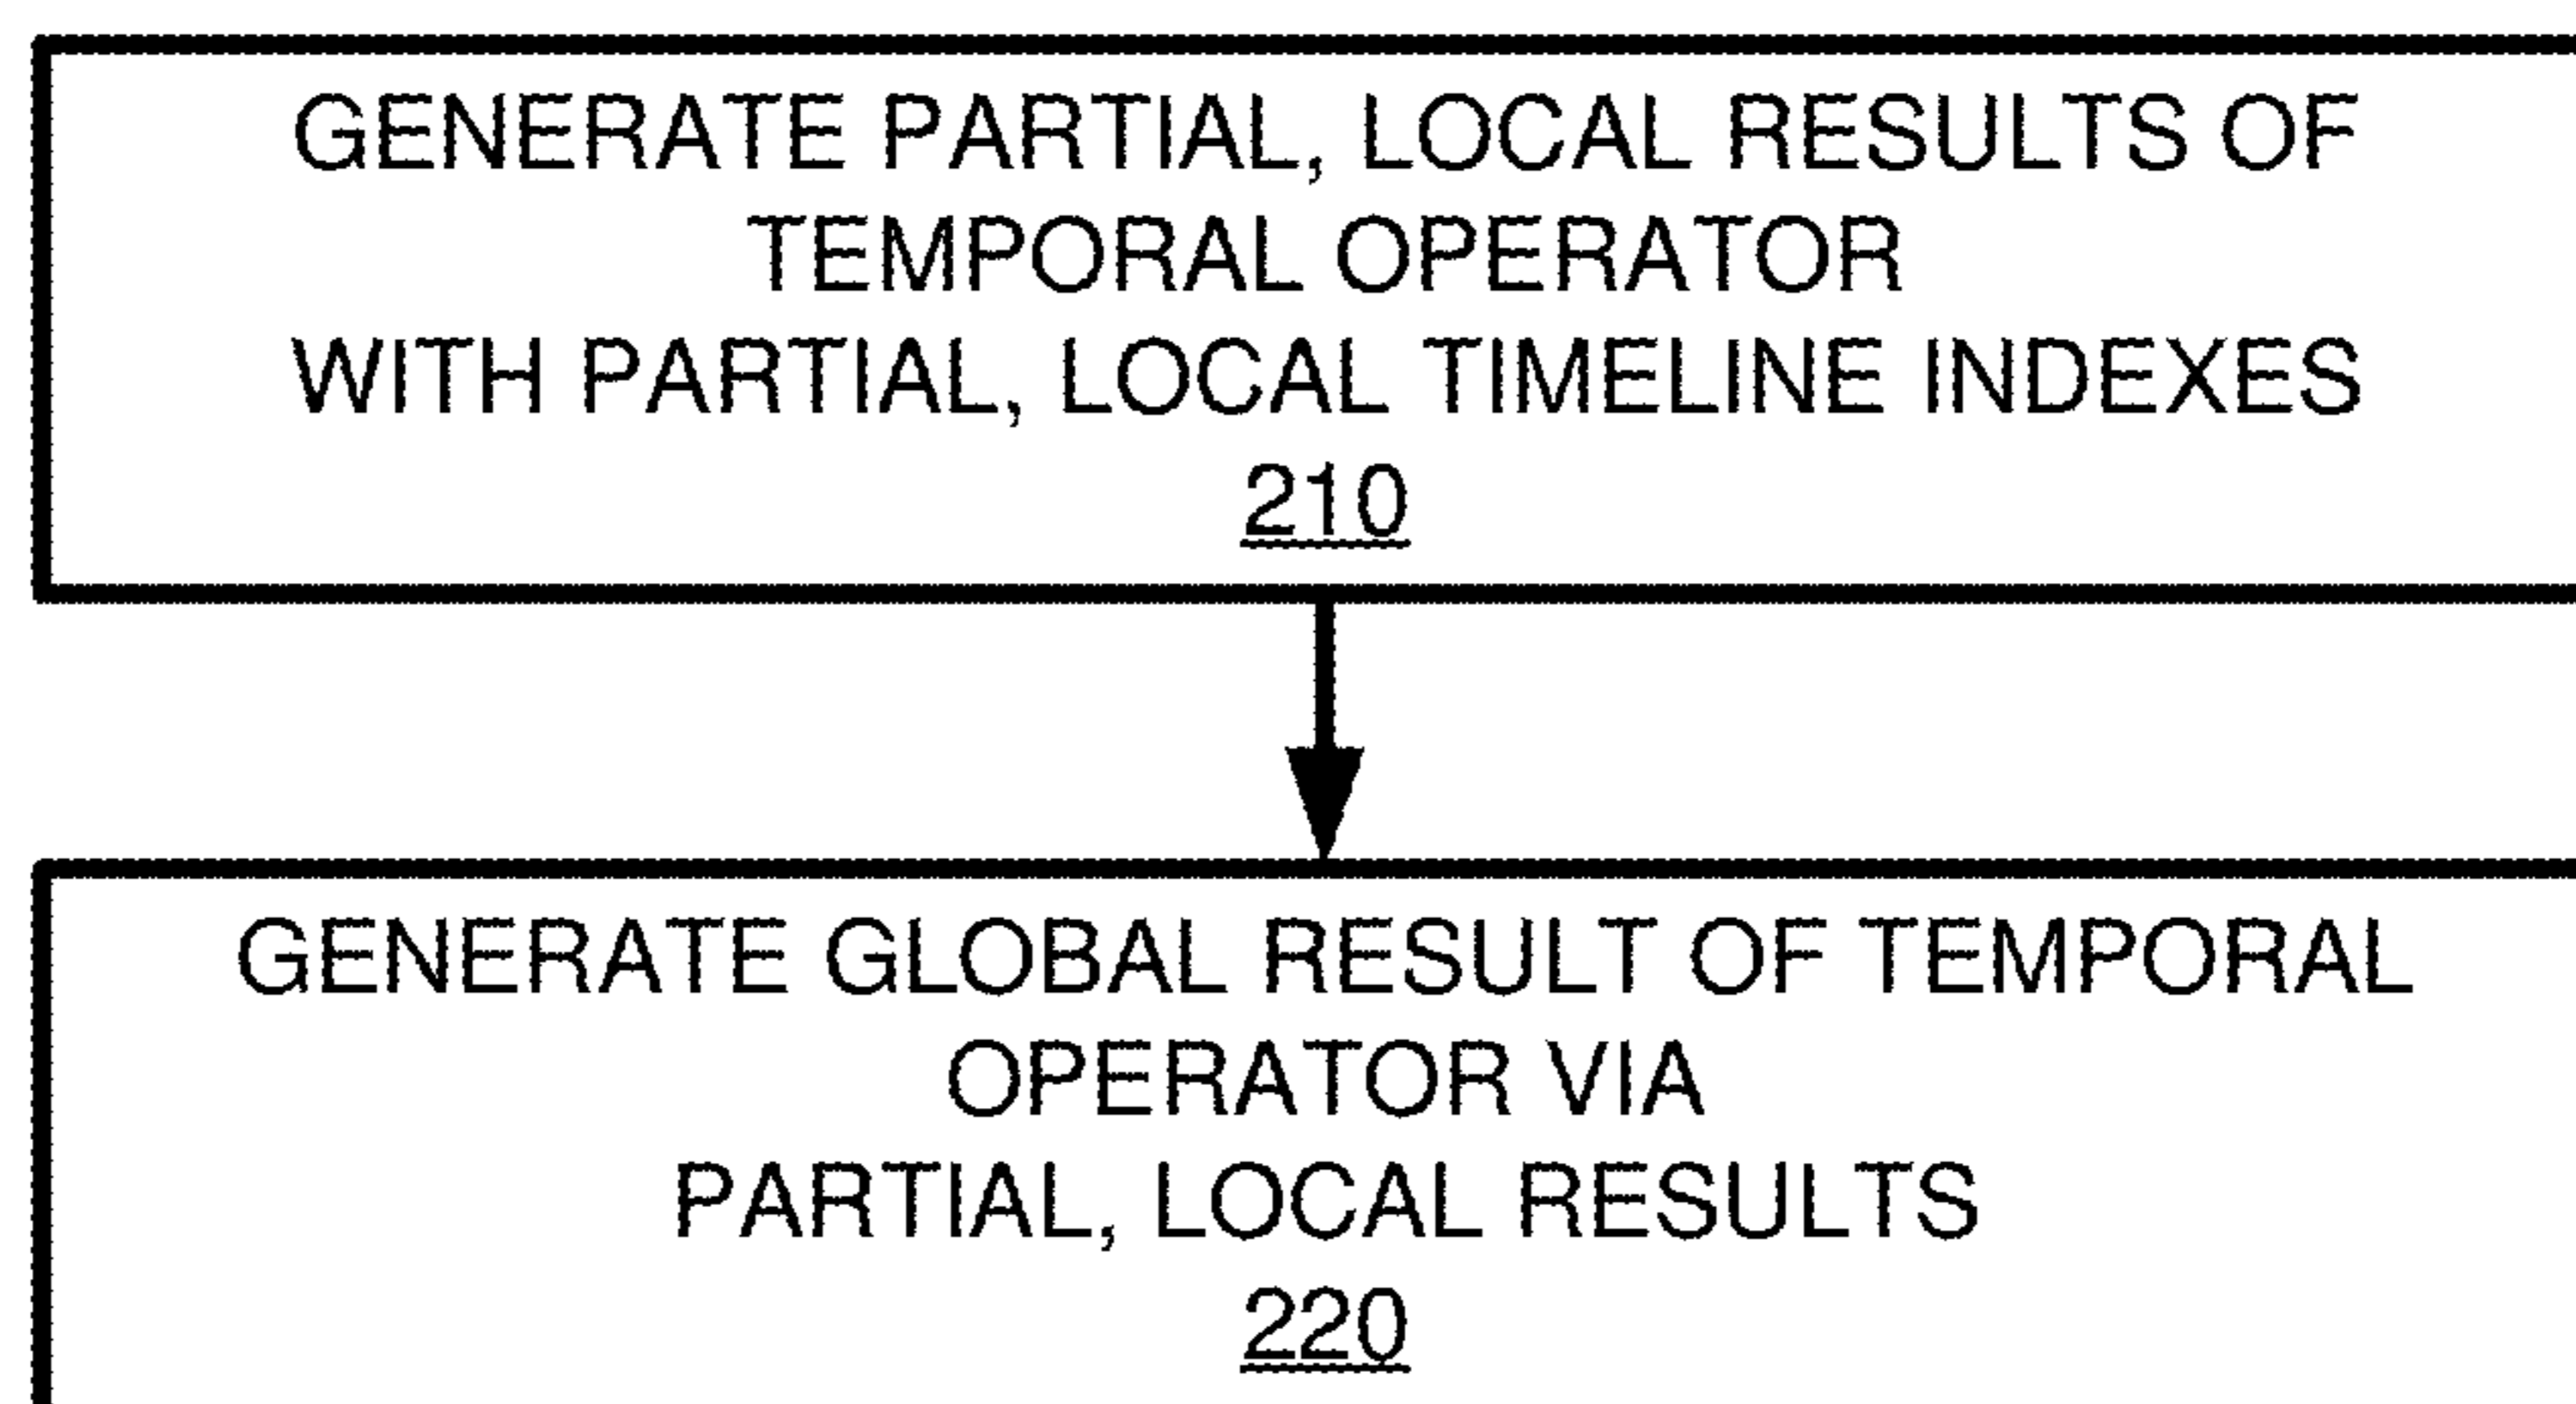 GENERATE PARTIAL, LOCAL RESULTS OF
TEMPORAL OPERATOR
WITH PARTIAL, LOCAL TIMELINE INDEXES
210
GENERATE GLOBAL RESULT OF TEMPORAL
OPERATOR VIA
PARTIAL, LOCAL RESULTS
220